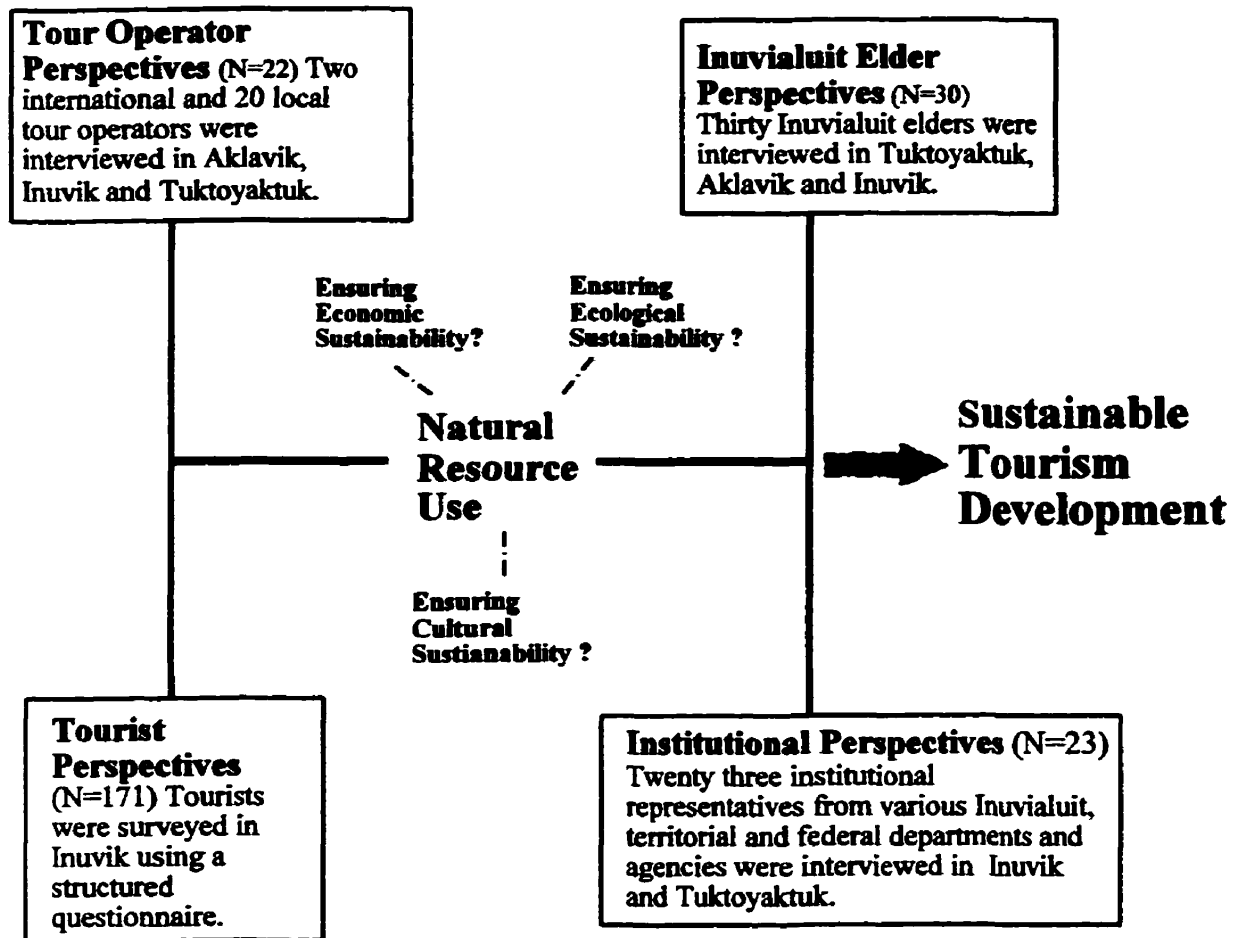 Tour Operator
Perspectives (N=22) Two
international and 20 local
tour operators were
interviewed in Aklavik,
Inuvik and Tuktoyaktuk.
Inuvialuit Elder
Perspectives (N=30)
Thirty Inuvialuit elders were
interviewed in Tuktoyaktuk,
Aklavik and Inuvik.
Ensuring
Economic
Sustainability?
Ensuring
Ecological
Sustainability ?
Natural
Resource
Use
Sustainable
Tourism
Development
Ensuring
Cultural
Sustianability ?
Tourist
Perspectives
(N=171) Tourists
were surveyed in
Inuvik using a
structured
questionnaire.
Institutional Perspectives (N=23)
Twenty three institutional
representatives from various Inuvialuit,
territorial and federal departments and
agencies were interviewed in Inuvik
and Tuktoyaktuk.